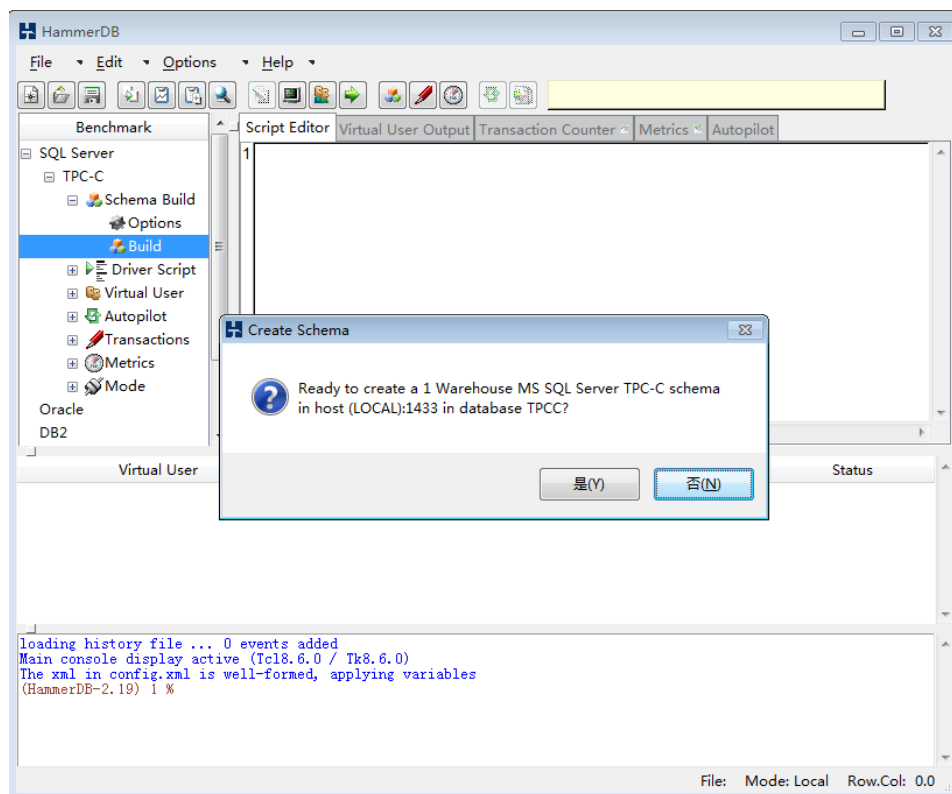 HammerDB
File Edit Options Help
Benchmark
Script Editor Virtual User Output Transaction Counter Metrics Autopilot
SQL Server
1
TPC-C
Schema Build
Options
Build
Driver Script
Virtual User
Autopilot
Transactions
Metrics
Mode
Oracle
DB2
Create Schema
Ready to create a 1 Warehouse MS SQL Server TPC-C schema
in host (LOCAL):1433 in database TPCC?
是(Y) 否(N)
Virtual User Status
loading history file ... 0 events added
Main console display active (Tcl8.6.0 / Tk8.6.0)
The xml in config.xml is well-formed, applying variables
(HammerDB-2.19) 1 %
File: Mode: Local Row.Col: 0.0